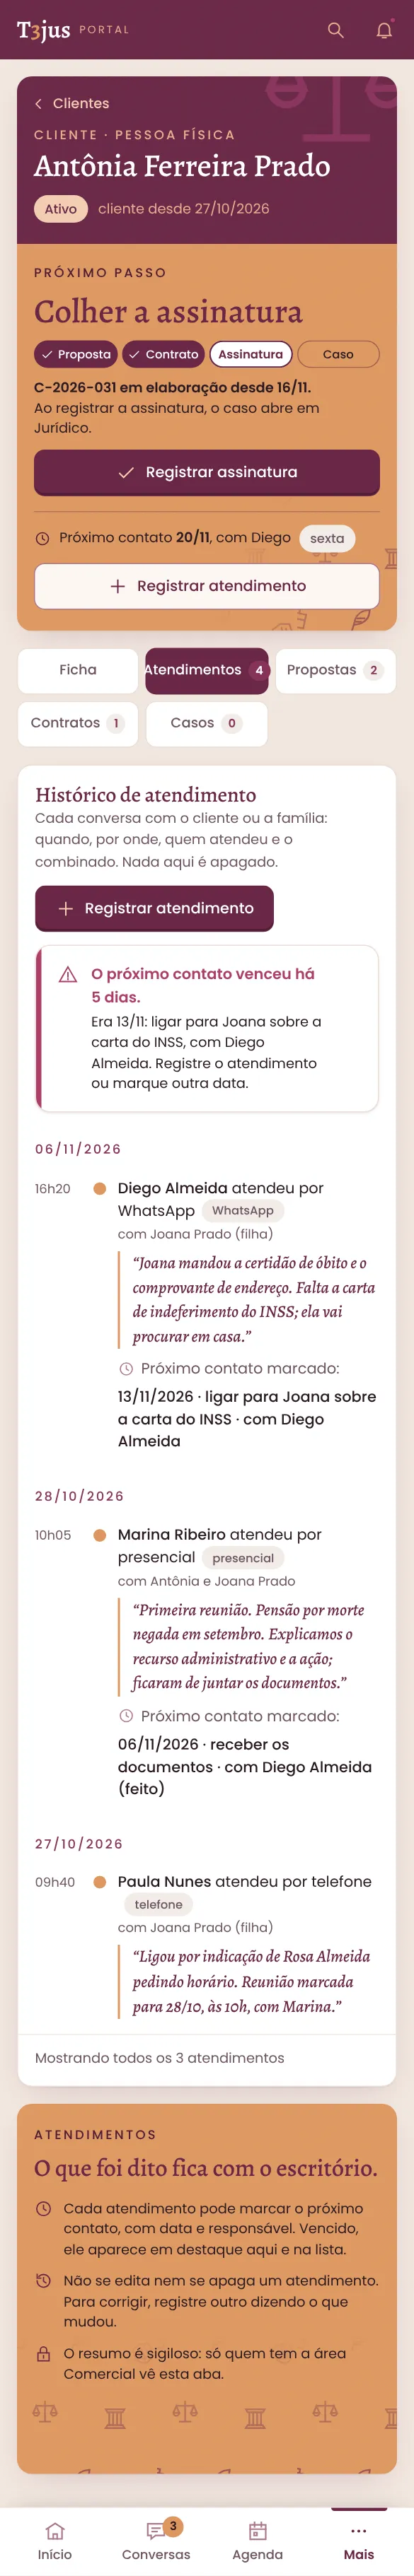 T3jus PORTAL
Clientes
CLIENTE · PESSOA FÍSICA
Antônia Ferreira Prado
Ativo cliente desde 27/10/2026
PRÓXIMO PASSO
Colher a assinatura
Proposta Contrato Assinatura Caso
C-2026-031 em elaboração desde 16/11.
Ao registrar a assinatura, o caso abre em
Jurídico.
Registrar assinatura
Próximo contato 20/11, com Diego sexta
Registrar atendimento
Ficha Atendimentos 4 Propostas 2
Contratos 1 Casos 0
Histórico de atendimento
Cada conversa com o cliente ou a família:
quando, por onde, quem atendeu e o
combinado. Nada aqui é apagado.
Registrar atendimento
O próximo contato venceu há
5 dias.
Era 13/11: ligar para Joana sobre a
carta do INSS, com Diego
Almeida. Registre o atendimento
ou marque outra data.
06/11/2026
16h20 Diego Almeida atendeu por
WhatsApp WhatsApp
com Joana Prado (filha)
“Joana mandou a certidão de óbito e o
comprovante de endereço. Falta a carta
de indeferimento do INSS; ela vai
procurar em casa.”
Próximo contato marcado:
13/11/2026 · ligar para Joana sobre
a carta do INSS · com Diego
Almeida
28/10/2026
10h05 Marina Ribeiro atendeu por
presencial presencial
com Antônia e Joana Prado
“Primeira reunião. Pensão por morte
negada em setembro. Explicamos o
recurso administrativo e a ação;
ficaram de juntar os documentos.”
Próximo contato marcado:
06/11/2026 · receber os
documentos · com Diego Almeida
(feito)
27/10/2026
09h40 Paula Nunes atendeu por telefone
telefone
com Joana Prado (filha)
“Ligou por indicação de Rosa Almeida
pedindo horário. Reunião marcada
para 28/10, às 10h, com Marina.”
Mostrando todos os 3 atendimentos
ATENDIMENTOS
O que foi dito fica com o escritório.
Cada atendimento pode marcar o próximo
contato, com data e responsável. Vencido,
ele aparece em destaque aqui e na lista.
Não se edita nem se apaga um atendimento.
Para corrigir, registre outro dizendo o que
mudou.
O resumo é sigiloso: só quem tem a área
Comercial vê esta aba.
3
Início Conversas Agenda Mais